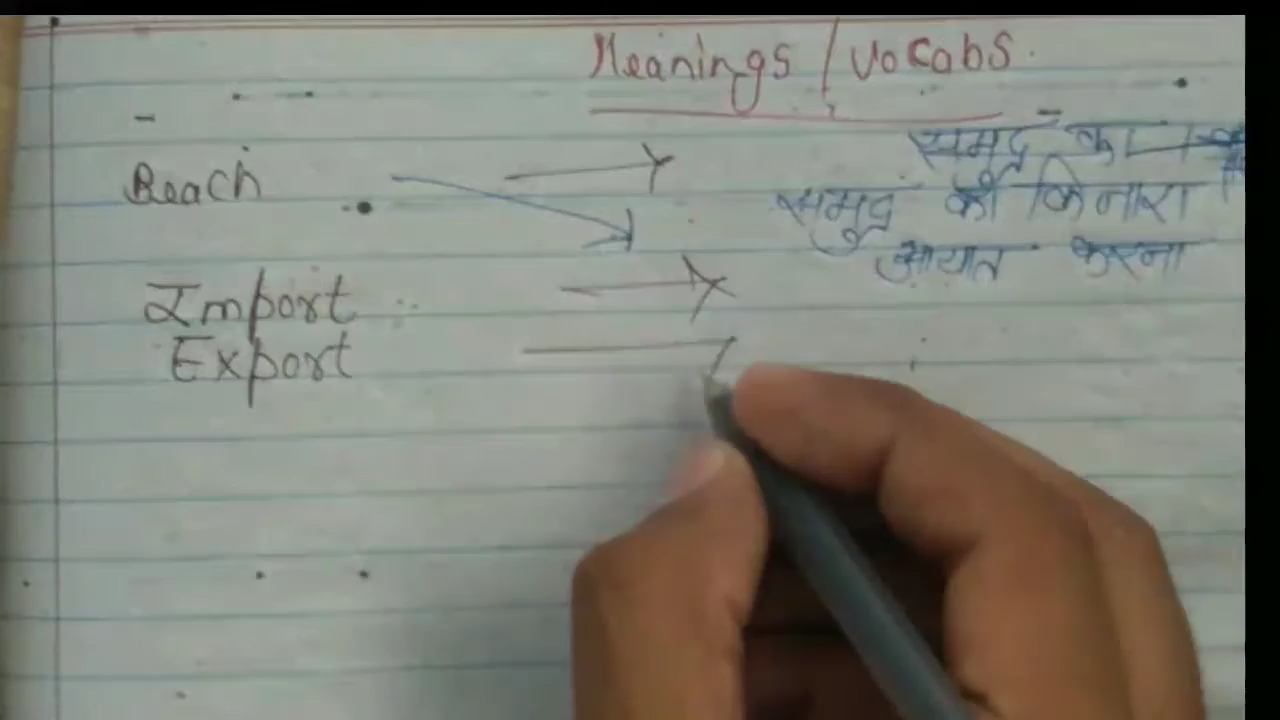 Meanings / Vocabs
समुद्र का
Beach समुद्र का किनारा
Import आयात करना
Export